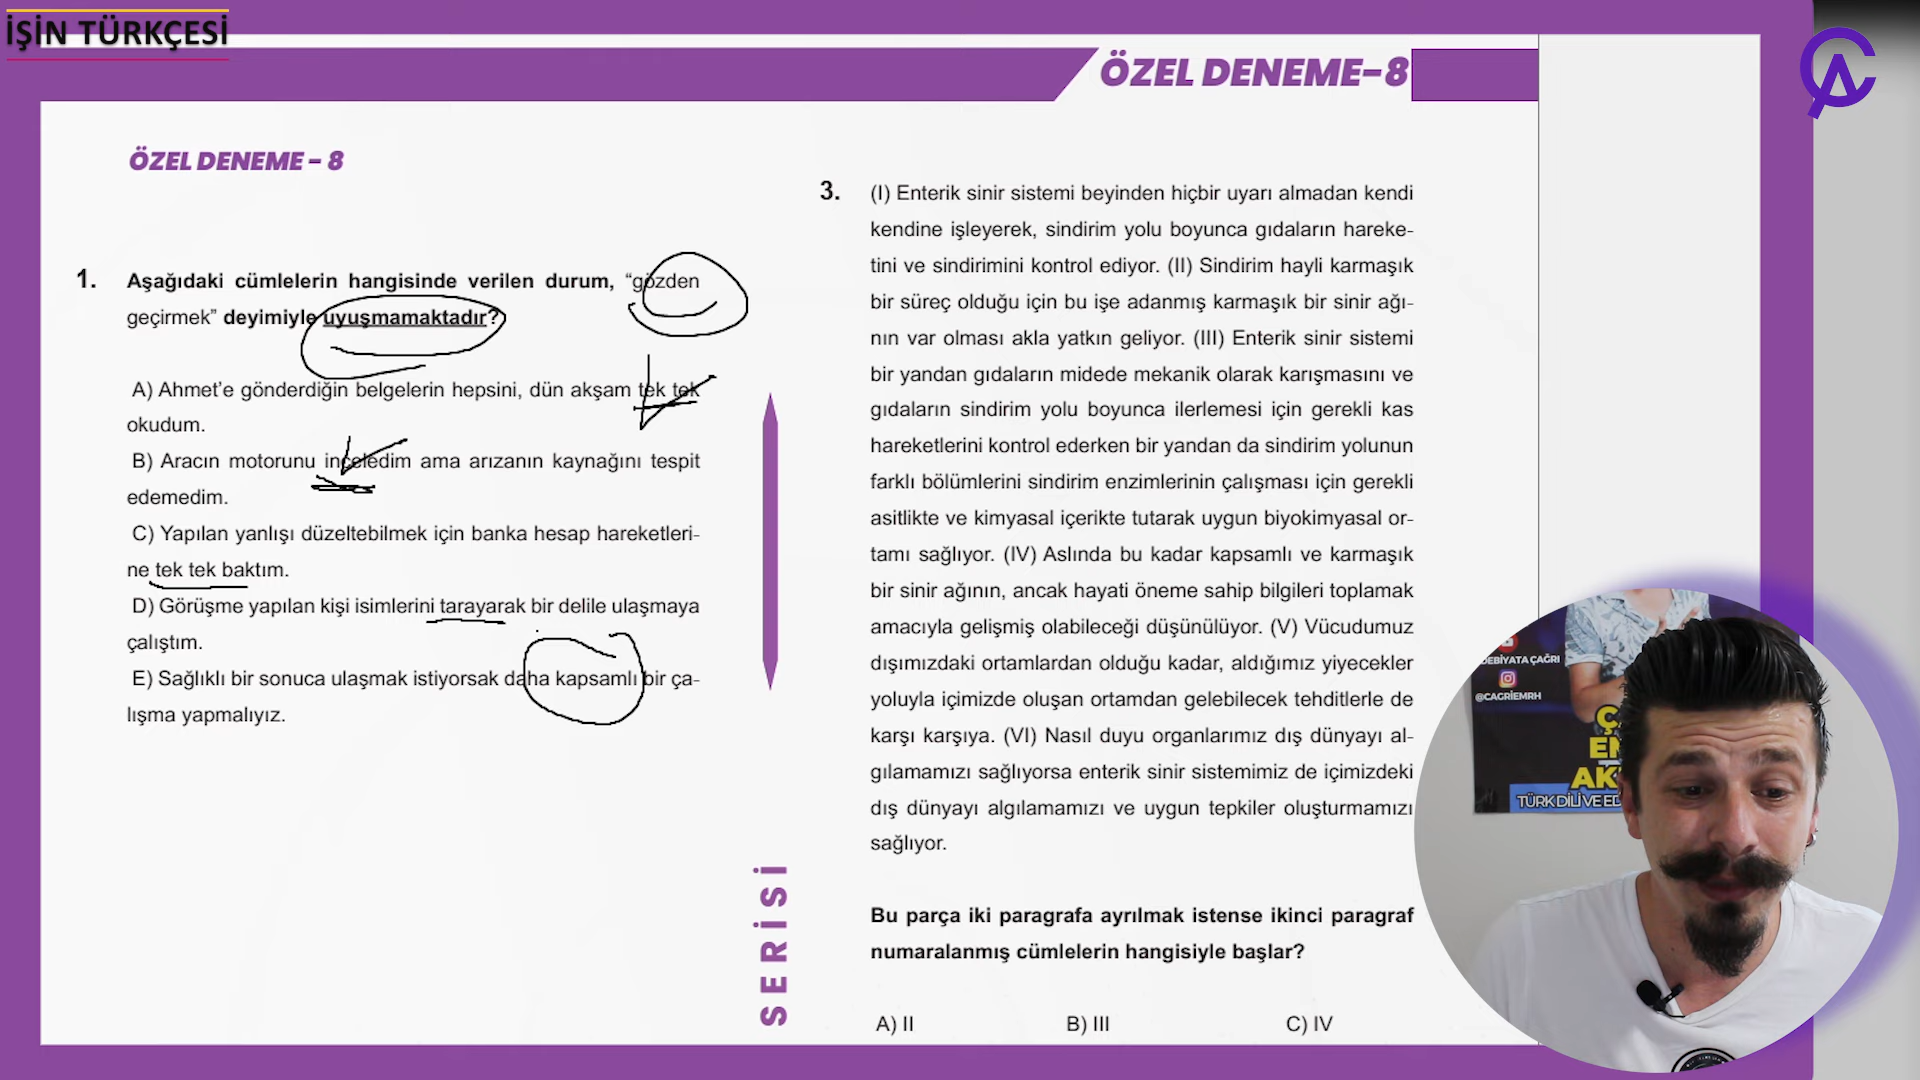 İŞİN TÜRKÇESİ
ÖZEL DENEME-8
ÖZEL DENEME - 8
1. Aşağıdaki cümlelerin hangisinde verilen durum, “gözden
geçirmek” deyimiyle uyuşmamaktadır?
A) Ahmet’e gönderdiğin belgelerin hepsini, dün akşam tek tek
okudum.
B) Aracın motorunu inceledim ama arızanın kaynağını tespit
edemedim.
C) Yapılan yanlışı düzeltebilmek için banka hesap hareketleri-
ne tek tek baktım.
D) Görüşme yapılan kişi isimlerini tarayarak bir delile ulaşmaya
çalıştım.
E) Sağlıklı bir sonuca ulaşmak istiyorsak daha kapsamlı bir ça-
lışma yapmalıyız.
SERİSİ
3. (I) Enterik sinir sistemi beyinden hiçbir uyarı almadan kendi
kendine işleyerek, sindirim yolu boyunca gıdaların hareke-
tini ve sindirimini kontrol ediyor. (II) Sindirim hayli karmaşık
bir süreç olduğu için bu işe adanmış karmaşık bir sinir ağı-
nın var olması akla yatkın geliyor. (III) Enterik sinir sistemi
bir yandan gıdaların midede mekanik olarak karışmasını ve
gıdaların sindirim yolu boyunca ilerlemesi için gerekli kas
hareketlerini kontrol ederken bir yandan da sindirim yolunun
farklı bölümlerini sindirim enzimlerinin çalışması için gerekli
asitlikte ve kimyasal içerikte tutarak uygun biyokimyasal or-
tamı sağlıyor. (IV) Aslında bu kadar kapsamlı ve karmaşık
bir sinir ağının, ancak hayati öneme sahip bilgileri toplamak
amacıyla gelişmiş olabileceği düşünülüyor. (V) Vücudumuz
dışımızdaki ortamlardan olduğu kadar, aldığımız yiyecekler
yoluyla içimizde oluşan ortamdan gelebilecek tehditlerle de
karşı karşıya. (VI) Nasıl duyu organlarımız dış dünyayı al-
gılamamızı sağlıyorsa enterik sinir sistemimiz de içimizdeki
dış dünyayı algılamamızı ve uygun tepkiler oluşturmamızı
sağlıyor.
Bu parça iki paragrafa ayrılmak istense ikinci paragraf
numaralanmış cümlelerin hangisiyle başlar?
A) II B) III C) IV
DEBİYATA ÇAĞRI
@CAGRİEMRH
TÜRK DİLİ VE ED